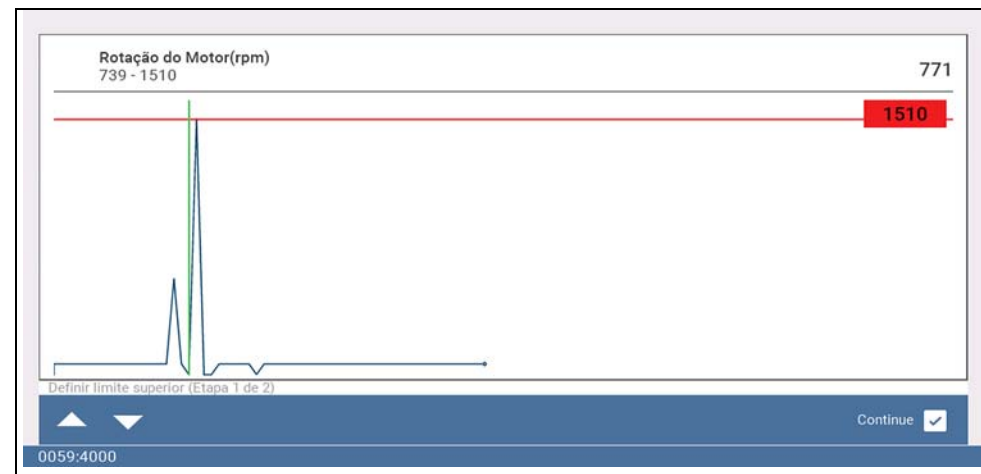 Rotação do Motor(rpm)
739 - 1510
771
1510
Definir limite superior (Etapa 1 de 2)
Continue
0059:4000